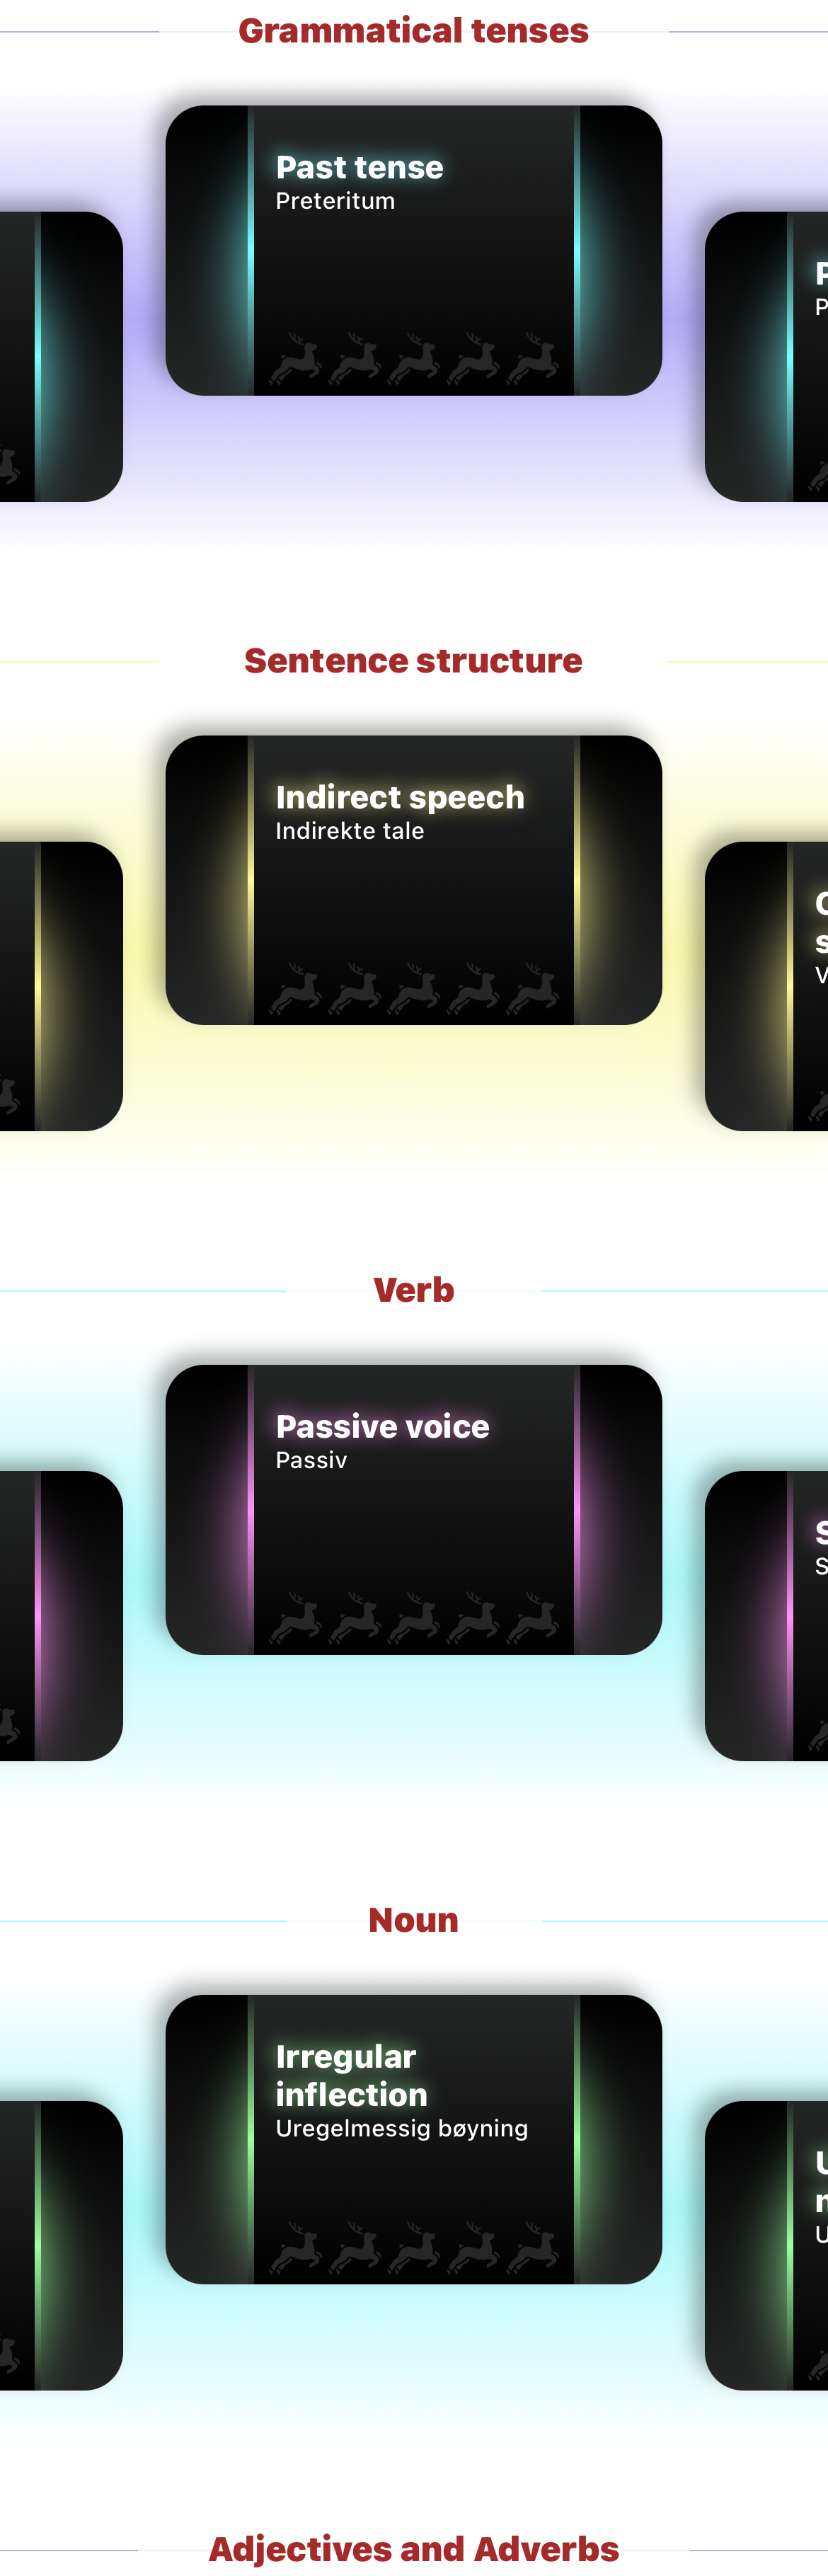 Grammatical tenses
Past tense
Preteritum
Sentence structure
Indirect speech
Indirekte tale
Verb
Passive voice
Passiv
Noun
Irregular
inflection
Uregelmessig bøyning
Adjectives and Adverbs